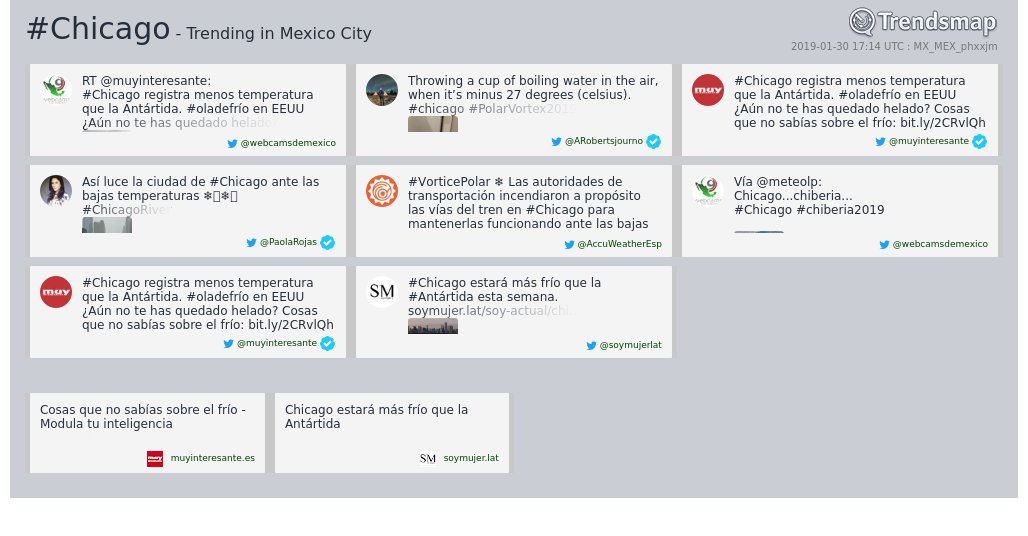 #Chicago - Trending in Mexico City
Trendsmap
2019-01-30 17:14 UTC : MX_MEX_phxxjm
RT @muyinteresante:
#Chicago registra menos temperatura
que la Antártida. #oladefrío en EEUU
¿Aún no te has quedado helado?
@webcamsdemexico
Throwing a cup of boiling water in the air,
when it’s minus 27 degrees (celsius).
#chicago #PolarVortex2019
@ARobertsjourno
#Chicago registra menos temperatura
que la Antártida. #oladefrío en EEUU
¿Aún no te has quedado helado? Cosas
que no sabías sobre el frío: bit.ly/2CRvlQh
@muyinteresante
Así luce la ciudad de #Chicago ante las
bajas temperaturas ❄️❄️
#ChicagoRiver
@PaolaRojas
#VorticePolar ❄ Las autoridades de
transportación incendiaron a propósito
las vías del tren en #Chicago para
mantenerlas funcionando ante las bajas
@AccuWeatherEsp
Vía @meteolp:
Chicago...chiberia...
#Chicago #chiberia2019
@webcamsdemexico
#Chicago registra menos temperatura
que la Antártida. #oladefrío en EEUU
¿Aún no te has quedado helado? Cosas
que no sabías sobre el frío: bit.ly/2CRvlQh
@muyinteresante
SM
#Chicago estará más frío que la
#Antártida esta semana.
soymujer.lat/soy-actual/chi
@soymujerlat
Cosas que no sabías sobre el frío -
Modula tu inteligencia
muyinteresante.es
Chicago estará más frío que la
Antártida
SM
soymujer.lat